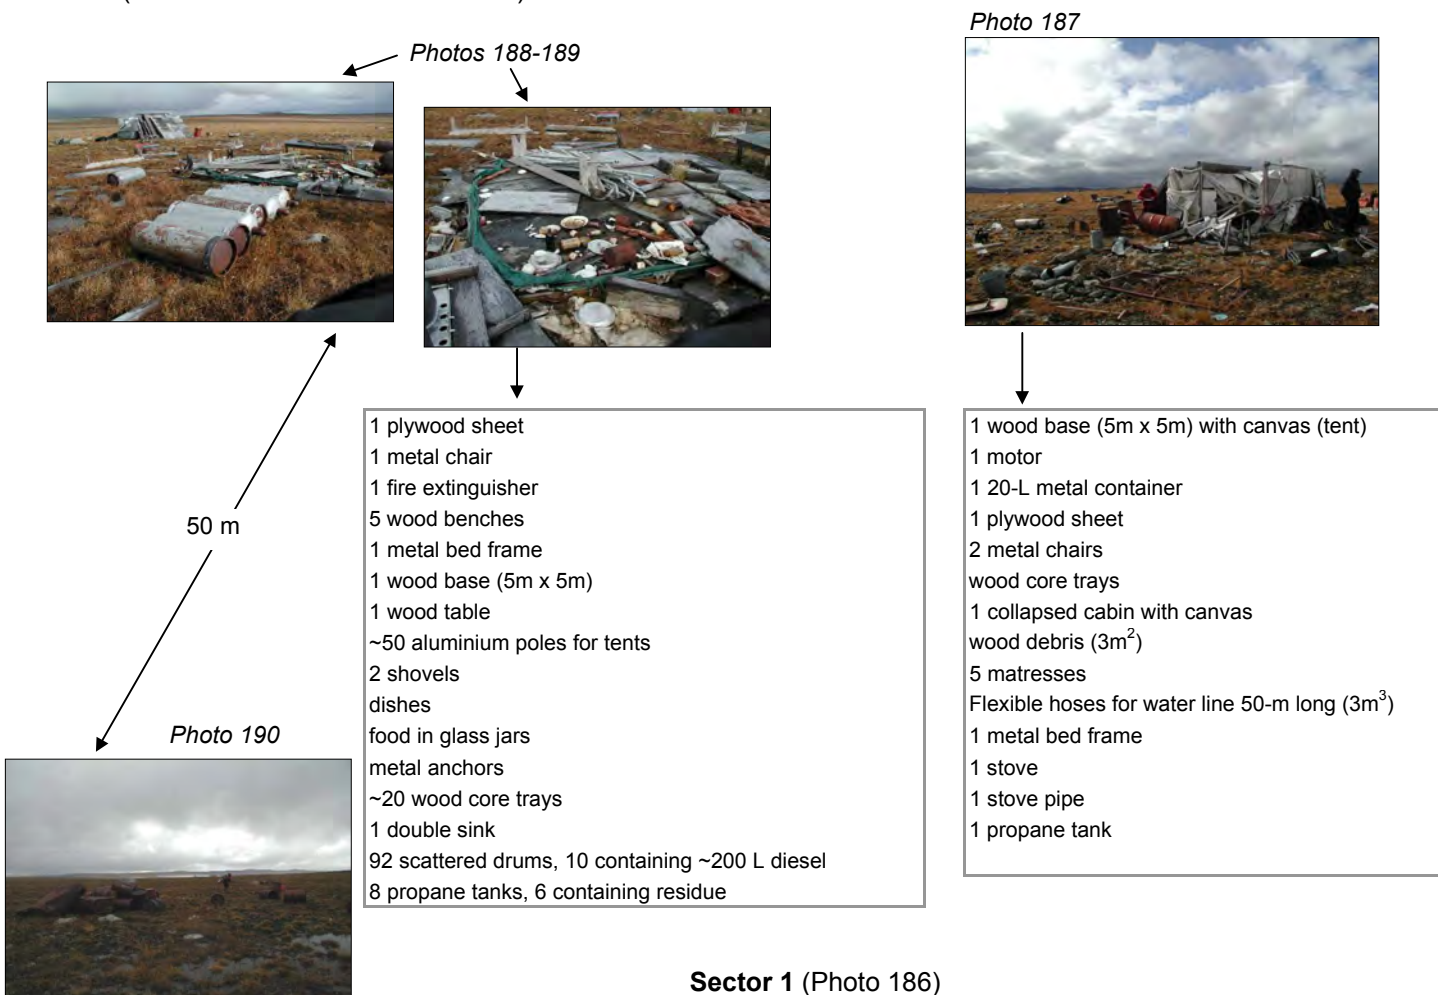 Photo 187
Photos 188-189
1 plywood sheet
1 metal chair
1 fire extinguisher
5 wood benches
1 metal bed frame
1 wood base (5m x 5m)
1 wood table
~50 aluminium poles for tents
2 shovels
dishes
food in glass jars
metal anchors
~20 wood core trays
1 double sink
92 scattered drums, 10 containing ~200 L diesel
8 propane tanks, 6 containing residue
1 wood base (5m x 5m) with canvas (tent)
1 motor
1 20-L metal container
1 plywood sheet
2 metal chairs
wood core trays
1 collapsed cabin with canvas
wood debris (3m²)
5 matresses
Flexible hoses for water line 50-m long (3m³)
1 metal bed frame
1 stove
1 stove pipe
1 propane tank
50 m
Photo 190
Sector 1 (Photo 186)